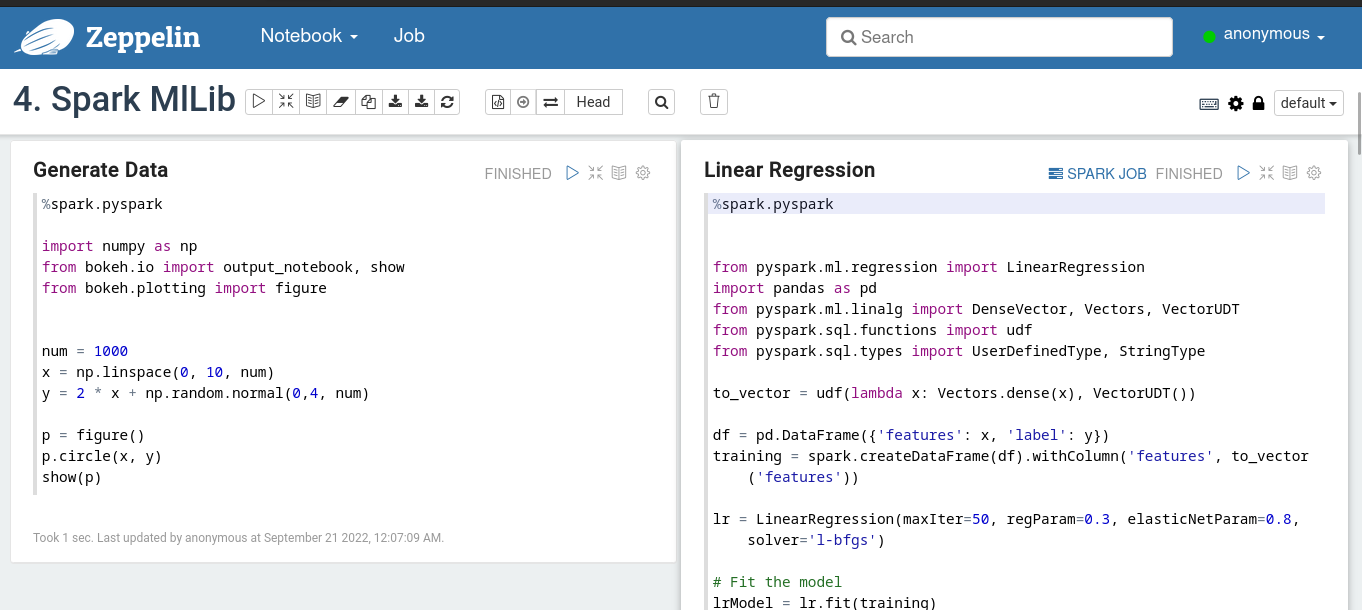 Zeppelin
Notebook
Job
Search
anonymous
4. Spark MlLib
Head
default
Generate Data
FINISHED
%spark.pyspark
import numpy as np
from bokeh.io import output_notebook, show
from bokeh.plotting import figure
num = 1000
x = np.linspace(0, 10, num)
y = 2 * x + np.random.normal(0,4, num)
p = figure()
p.circle(x, y)
show(p)
Took 1 sec. Last updated by anonymous at September 21 2022, 12:07:09 AM.
Linear Regression
SPARK JOB FINISHED
%spark.pyspark
from pyspark.ml.regression import LinearRegression
import pandas as pd
from pyspark.ml.linalg import DenseVector, Vectors, VectorUDT
from pyspark.sql.functions import udf
from pyspark.sql.types import UserDefinedType, StringType
to_vector = udf(lambda x: Vectors.dense(x), VectorUDT())
df = pd.DataFrame({'features': x, 'label': y})
training = spark.createDataFrame(df).withColumn('features', to_vector
('features'))
lr = LinearRegression(maxIter=50, regParam=0.3, elasticNetParam=0.8,
solver='l-bfgs')
# Fit the model
lrModel = lr.fit(training)